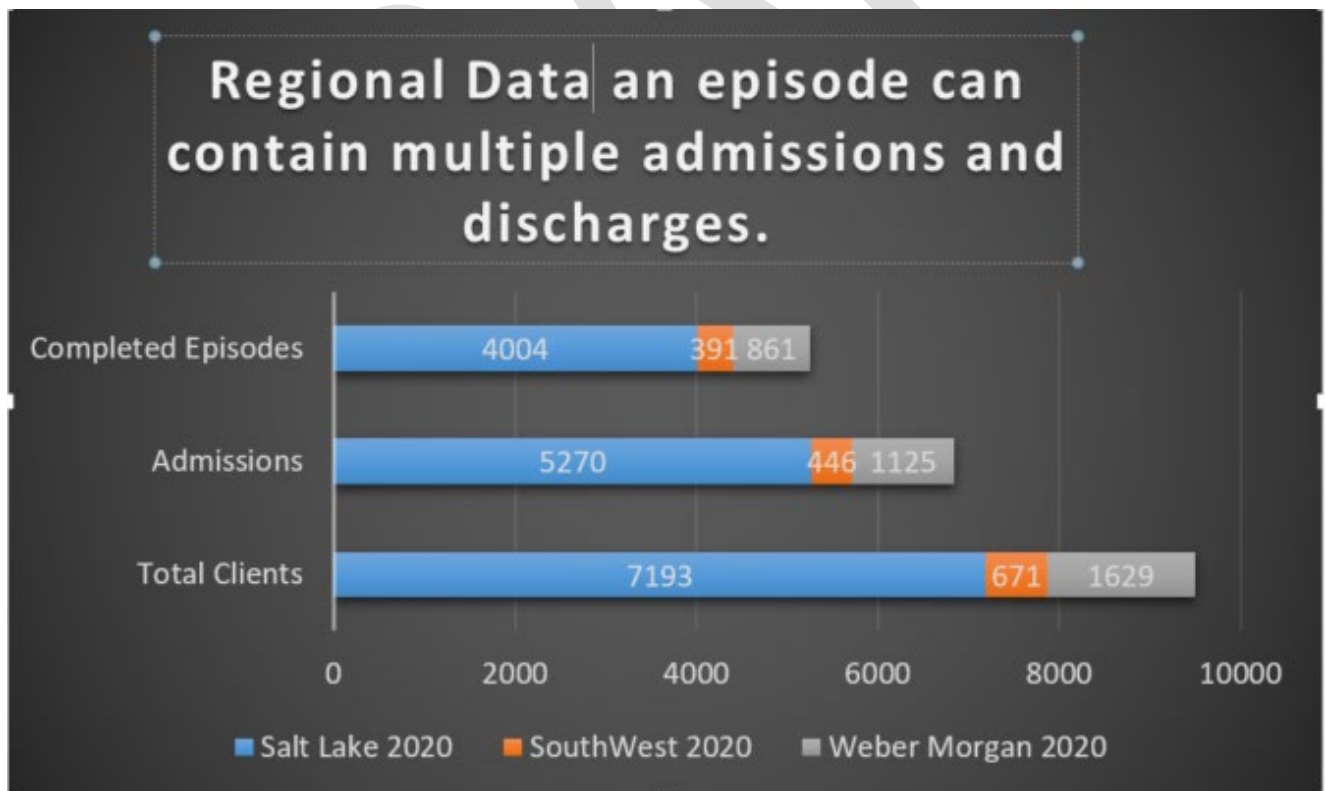 Regional Data an episode can
contain multiple admissions and
discharges.
Completed Episodes
4004 391 861
Admissions
5270 446 1125
Total Clients
7193 671 1629
0 2000 4000 6000 8000 10000
Salt Lake 2020 SouthWest 2020 Weber Morgan 2020